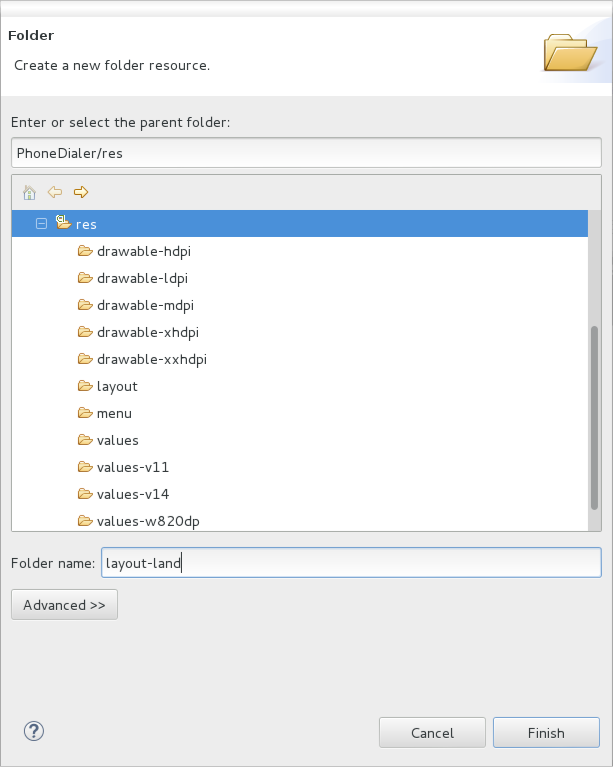 Folder
Create a new folder resource.
Enter or select the parent folder:
PhoneDialer/res
res
drawable-hdpi
drawable-ldpi
drawable-mdpi
drawable-xhdpi
drawable-xxhdpi
layout
menu
values
values-v11
values-v14
values-w820dp
Folder name: layout-land
Advanced >>
? Cancel Finish